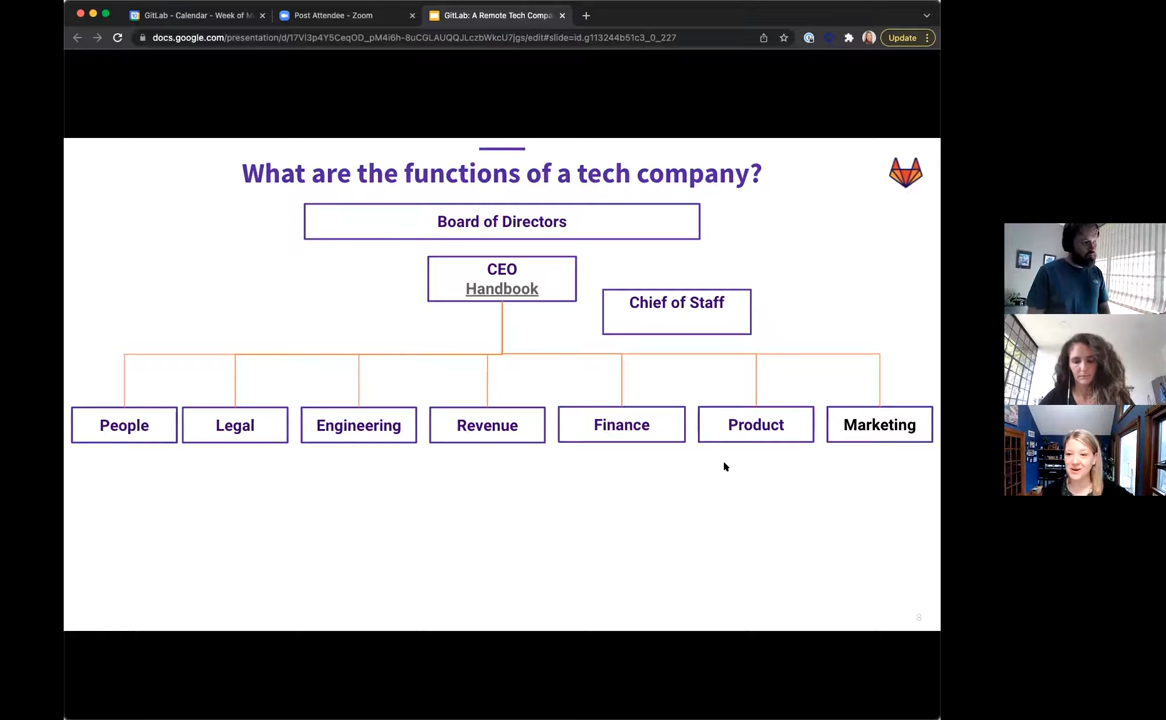 GitLab - Calendar - Week of M
Post Attendee - Zoom
GitLab: A Remote Tech Compa
docs.google.com/presentation/d/17Vl3p4Y5CeqOD_pM4i6h-8uCGLAUQQJLczbWkcU7jgs/edit#slide=id.g113244b51c3_0_227
Update
What are the functions of a tech company?
Board of Directors
CEO
Handbook
Chief of Staff
People
Legal
Engineering
Revenue
Finance
Product
Marketing
8